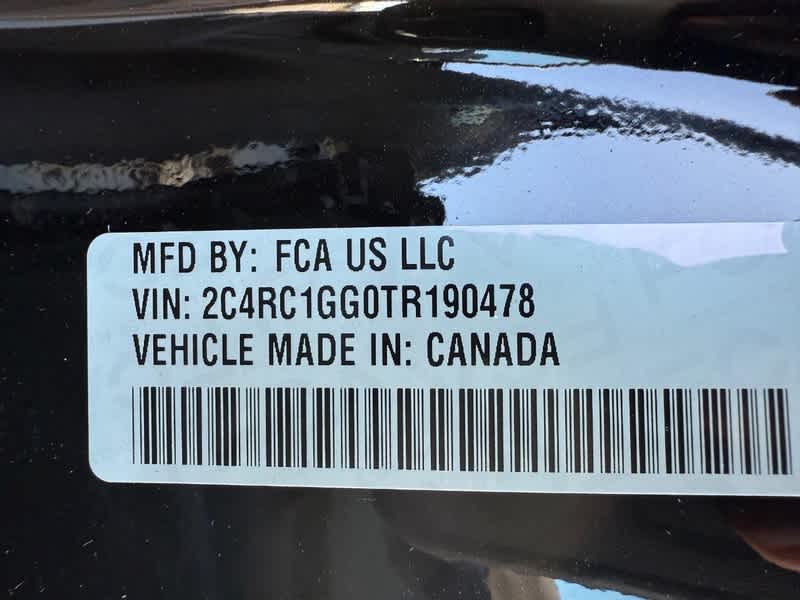 MFD BY: FCA US LLC
VIN: 2C4RC1GG0TR190478
VEHICLE MADE IN: CANADA